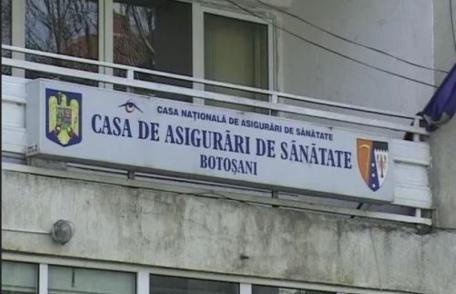 CASA NAȚIONALĂ DE ASIGURĂRI DE SĂNĂTATE
CASA DE ASIGURĂRI DE SĂNĂTATE
BOTOȘANI